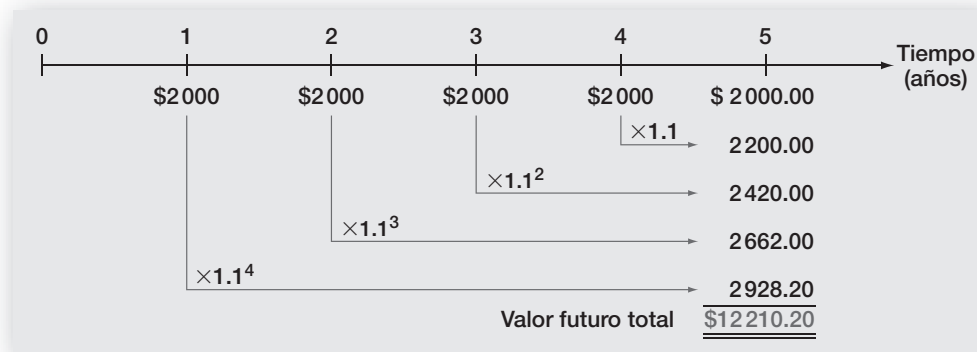 0 1 2 3 4 5
Tiempo
(años)
$2000 $2000 $2000 $2000 $ 2000.00
×1.1
2200.00
×1.1²
2420.00
×1.1³
2662.00
×1.1⁴
2928.20
Valor futuro total $12210.20